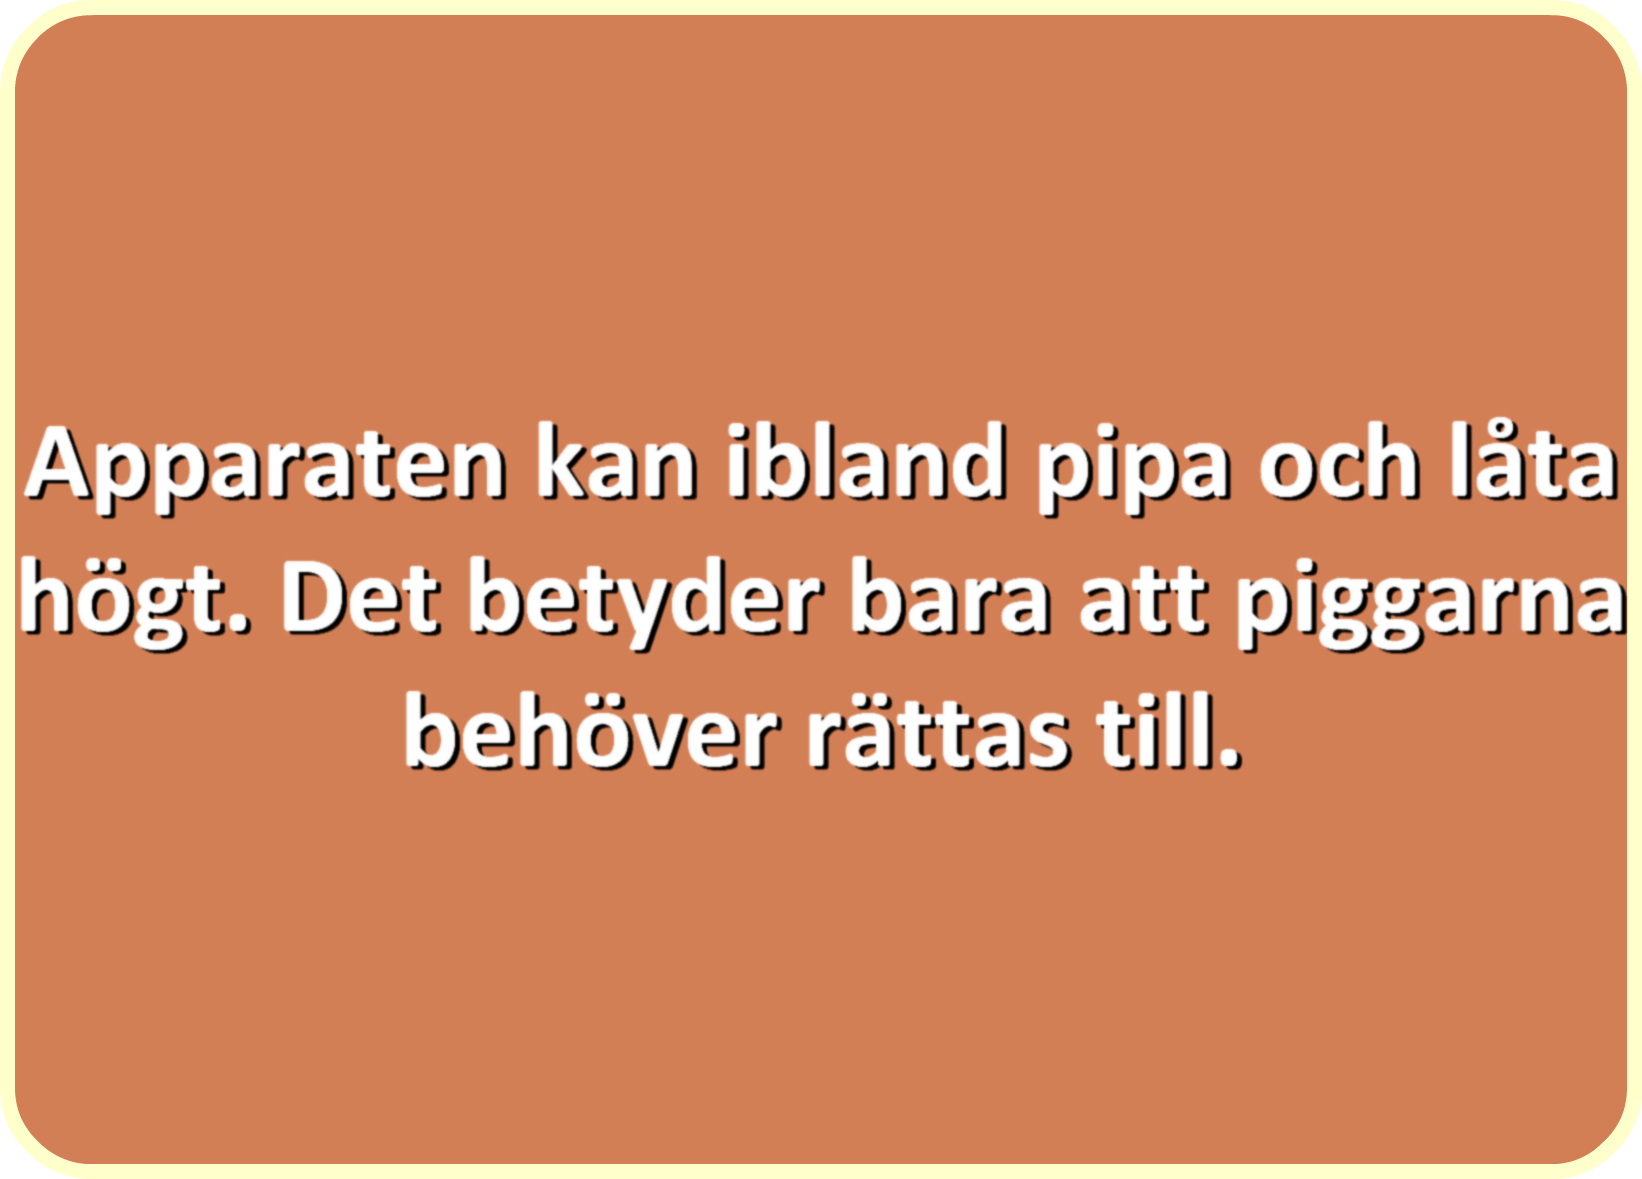 Apparaten kan ibland pipa och låta
högt. Det betyder bara att piggarna
behöver rättas till.